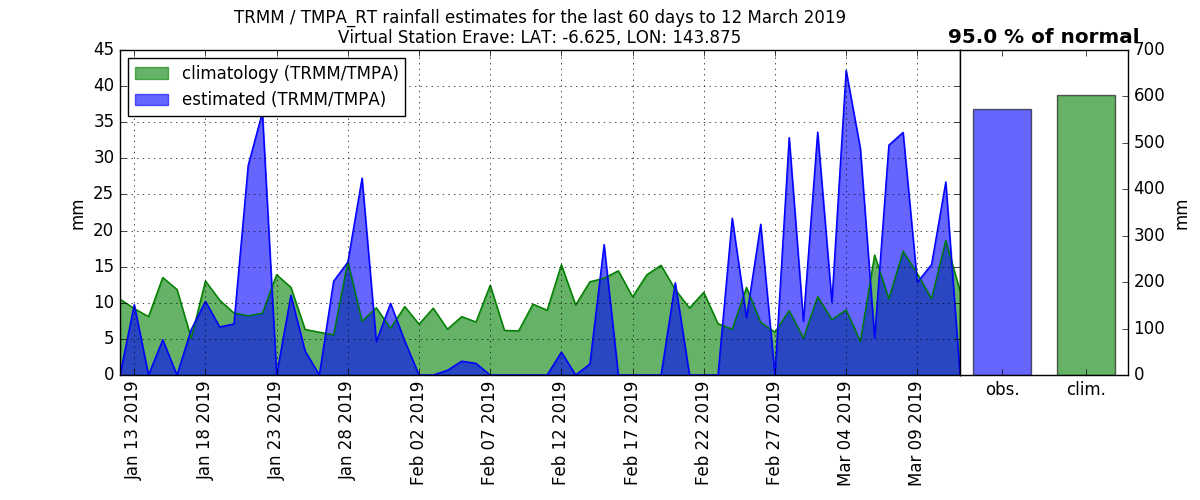 TRMM / TMPA_RT rainfall estimates for the last 60 days to 12 March 2019
Virtual Station Erave: LAT: -6.625, LON: 143.875
95.0 % of normal
climatology (TRMM/TMPA)
estimated (TRMM/TMPA)
mm
45
40
35
30
25
20
15
10
5
0
Jan 13 2019
Jan 18 2019
Jan 23 2019
Jan 28 2019
Feb 02 2019
Feb 07 2019
Feb 12 2019
Feb 17 2019
Feb 22 2019
Feb 27 2019
Mar 04 2019
Mar 09 2019
obs.
clim.
700
600
500
400
300
200
100
0
mm